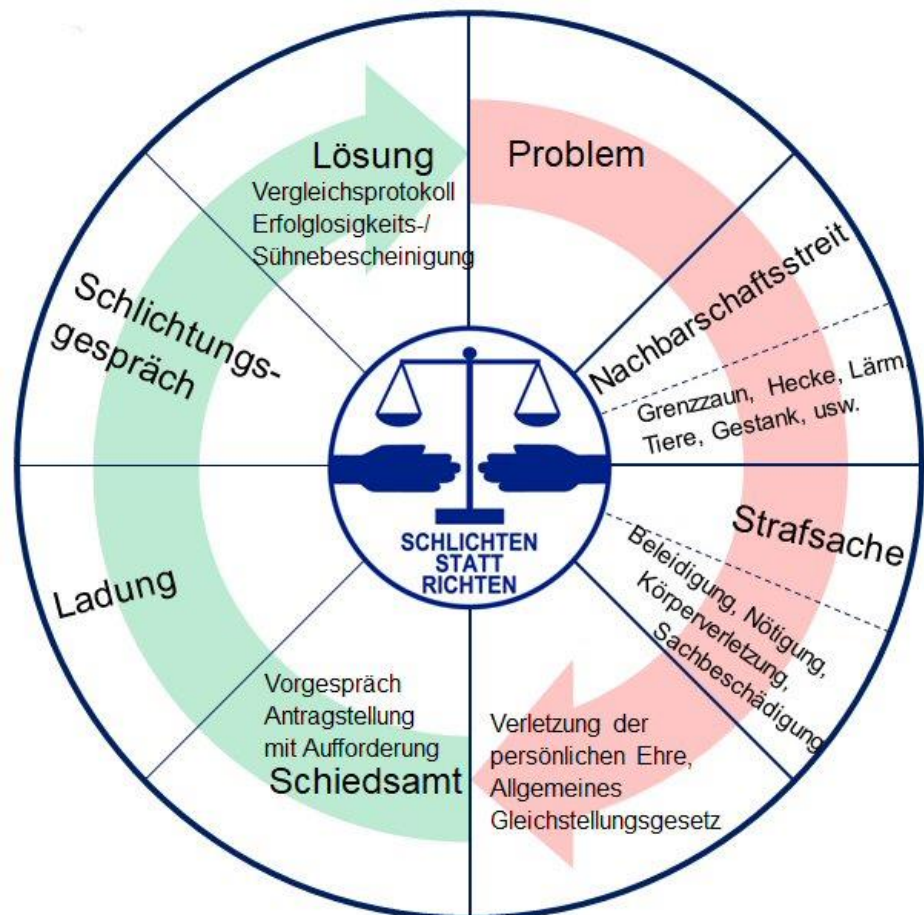 Problem
Nachbarschaftsstreit
Grenzzaun, Hecke, Lärm.
Tiere, Gestank, usw.
Strafsache
Beleidigung, Nötigung,
Körperverletzung,
Sachbeschädigung
Verletzung der
persönlichen Ehre,
Allgemeines
Gleichstellungsgesetz
Vorgespräch
Antragstellung
mit Aufforderung
Schiedsamt
Ladung
Schlichtungs-
gespräch
Lösung
Vergleichsprotokoll
Erfolglosigkeits-/
Sühnebescheinigung
SCHLICHTEN
STATT
RICHTEN